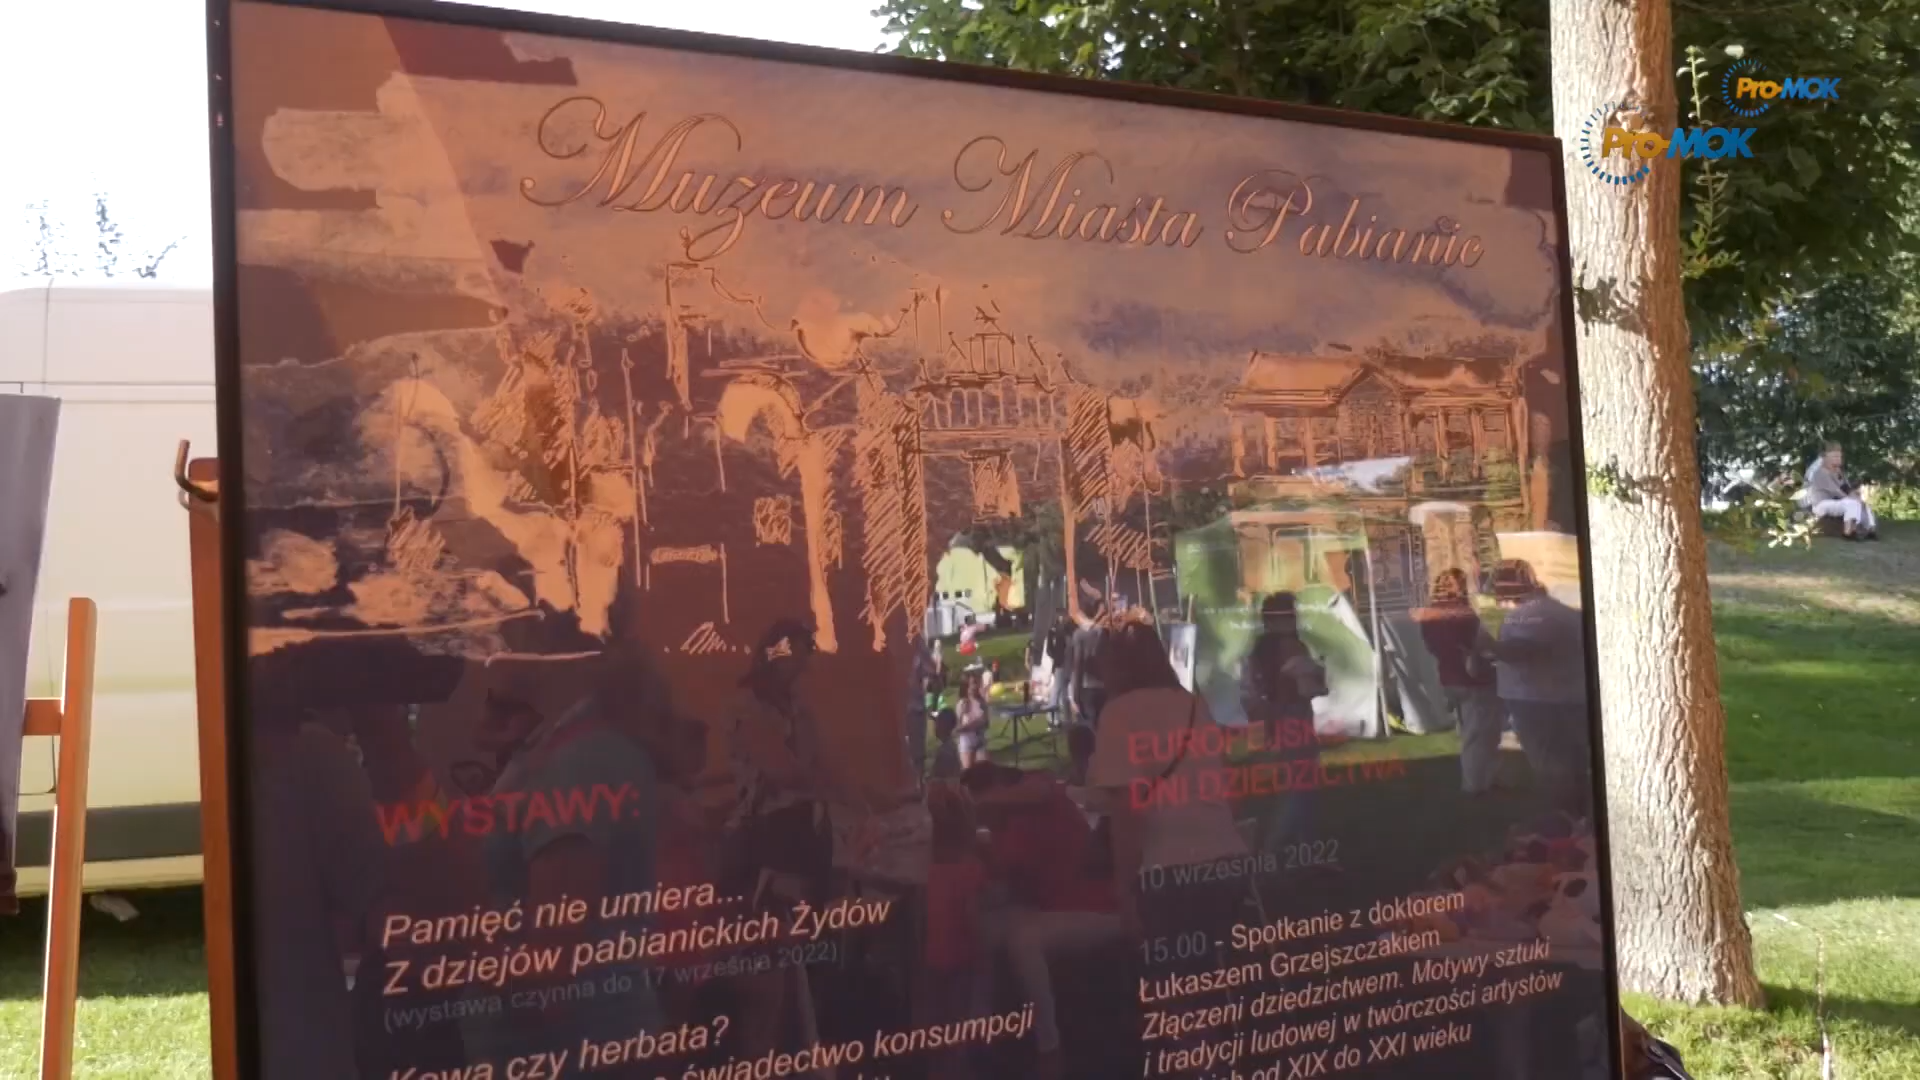 Pro-MOK
Pro-MOK
Muzeum Miasta Pabianic
WYSTAWY:
Pamięć nie umiera...
Z dziejów pabianickich Żydów
(wystawa czynna do 17 września 2022)
Kawa czy herbata?
świadectwo konsumpcji
EUROPEJSKIE
DNI DZIEDZICTWA
10 września 2022
15.00 - Spotkanie z doktorem
Łukaszem Grzejszczakiem
Złączeni dziedzictwem. Motywy sztuki
i tradycji ludowej w twórczości artystów
od XIX do XXI wieku